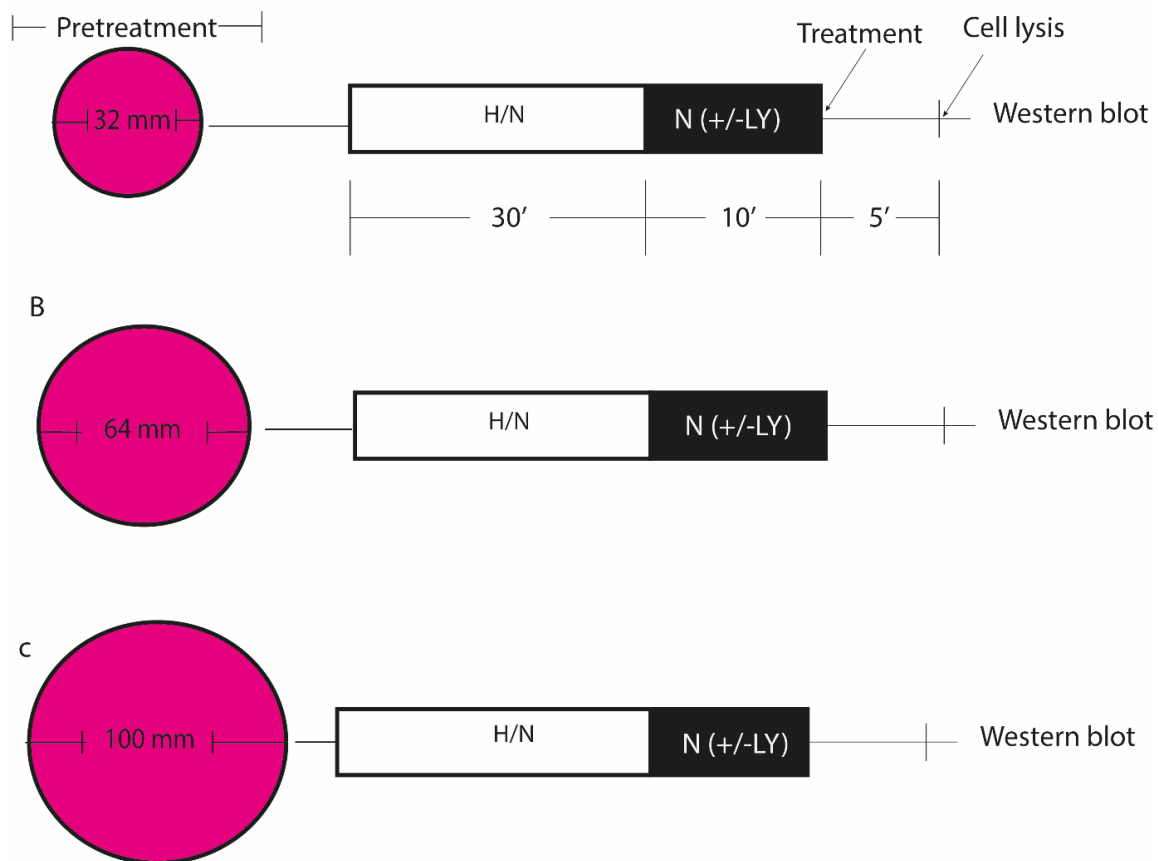 Pretreatment
Treatment
Cell lysis
32 mm
H/N
N (+/-LY)
Western blot
30′
10′
5′
B
64 mm
H/N
N (+/-LY)
Western blot
c
100 mm
H/N
N (+/-LY)
Western blot